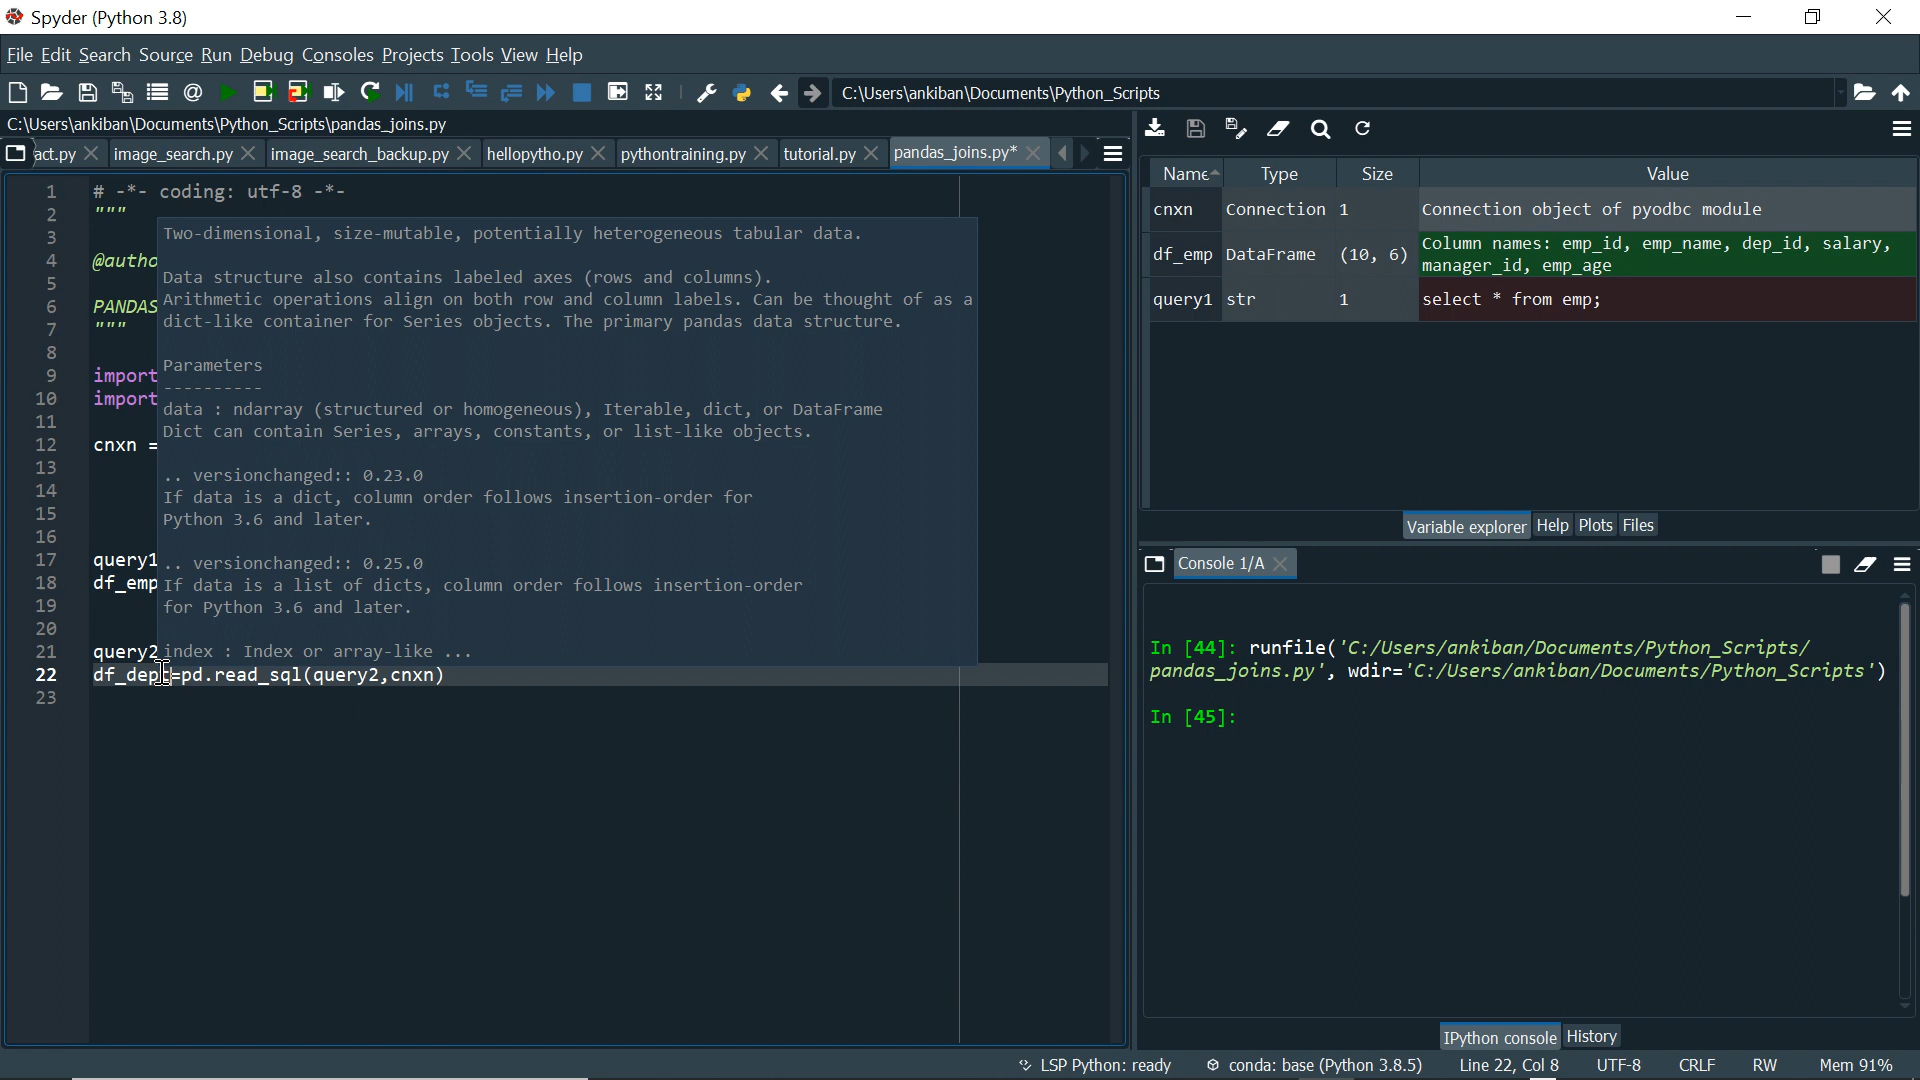 Spyder (Python 3.8)
File Edit Search Source Run Debug Consoles Projects Tools View Help
C:\Users\ankiban\Documents\Python_Scripts
C:\Users\ankiban\Documents\Python_Scripts\pandas_joins.py
act.py image_search.py image_search_backup.py hellopytho.py pythontraining.py tutorial.py pandas_joins.py*
1 # -*- coding: utf-8 -*-
2 """
3
4 @autho
5
6 PANDAS
7 """
8
9 import
10 import
11
12 cnxn =
13
14
15
16
17 query1
18 df_emp
19
20
21 query2
22 df_dept=pd.read_sql(query2,cnxn)
23
Two-dimensional, size-mutable, potentially heterogeneous tabular data.
Data structure also contains labeled axes (rows and columns).
Arithmetic operations align on both row and column labels. Can be thought of as a
dict-like container for Series objects. The primary pandas data structure.
Parameters
----------
data : ndarray (structured or homogeneous), Iterable, dict, or DataFrame
Dict can contain Series, arrays, constants, or list-like objects.
.. versionchanged:: 0.23.0
If data is a dict, column order follows insertion-order for
Python 3.6 and later.
.. versionchanged:: 0.25.0
If data is a list of dicts, column order follows insertion-order
for Python 3.6 and later.
index : Index or array-like ...
Name Type Size Value
cnxn Connection 1 Connection object of pyodbc module
df_emp DataFrame (10, 6) Column names: emp_id, emp_name, dep_id, salary,
manager_id, emp_age
query1 str 1 select * from emp;
Variable explorer Help Plots Files
Console 1/A
In [44]: runfile('C:/Users/ankiban/Documents/Python_Scripts/
pandas_joins.py', wdir='C:/Users/ankiban/Documents/Python_Scripts')
In [45]:
IPython console History
LSP Python: ready conda: base (Python 3.8.5) Line 22, Col 8 UTF-8 CRLF RW Mem 91%